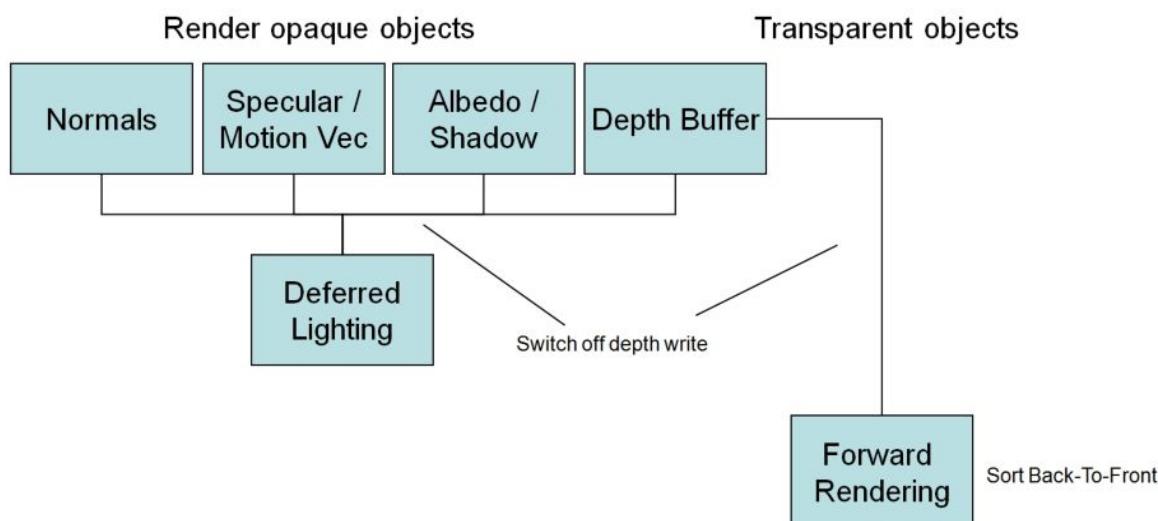 Render opaque objects
Transparent objects
Normals
Specular /
Motion Vec
Albedo /
Shadow
Depth Buffer
Deferred
Lighting
Switch off depth write
Forward
Rendering
Sort Back-To-Front